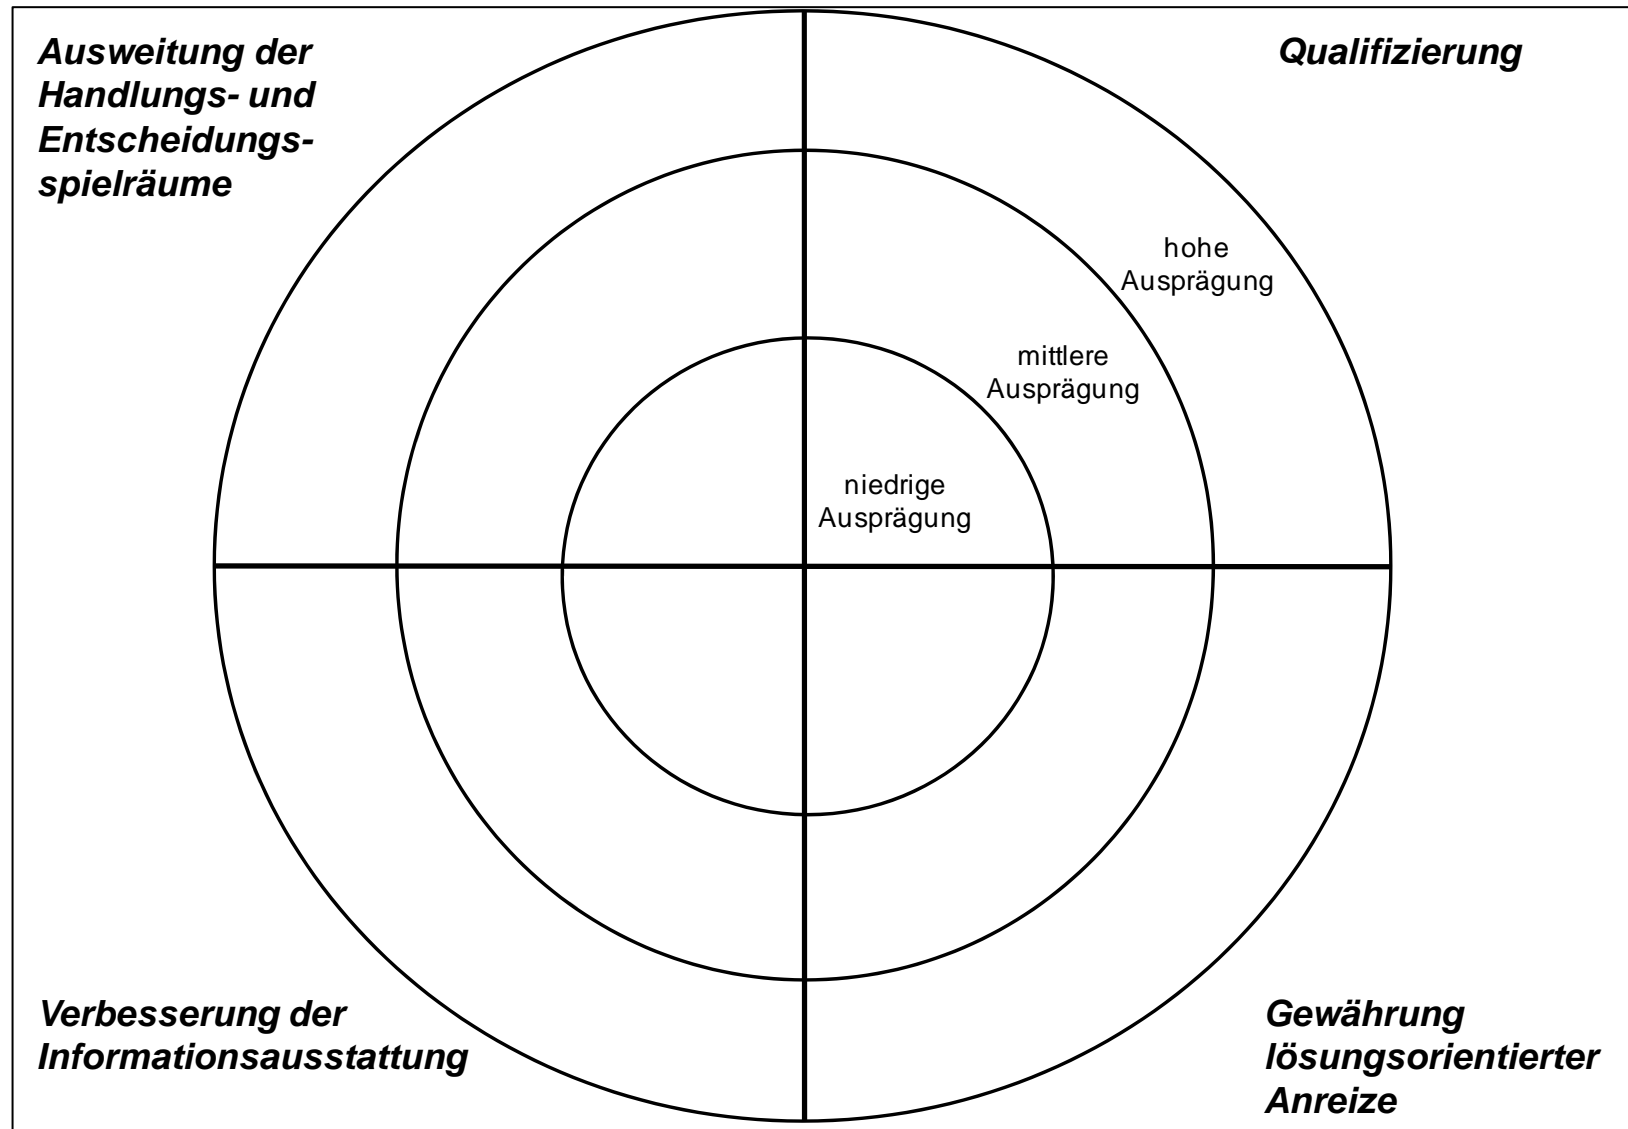 Ausweitung der
Handlungs- und
Entscheidungs-
spielräume
Qualifizierung
hohe
Ausprägung
mittlere
Ausprägung
niedrige
Ausprägung
Verbesserung der
Informationsausstattung
Gewährung
lösungsorientierter
Anreize